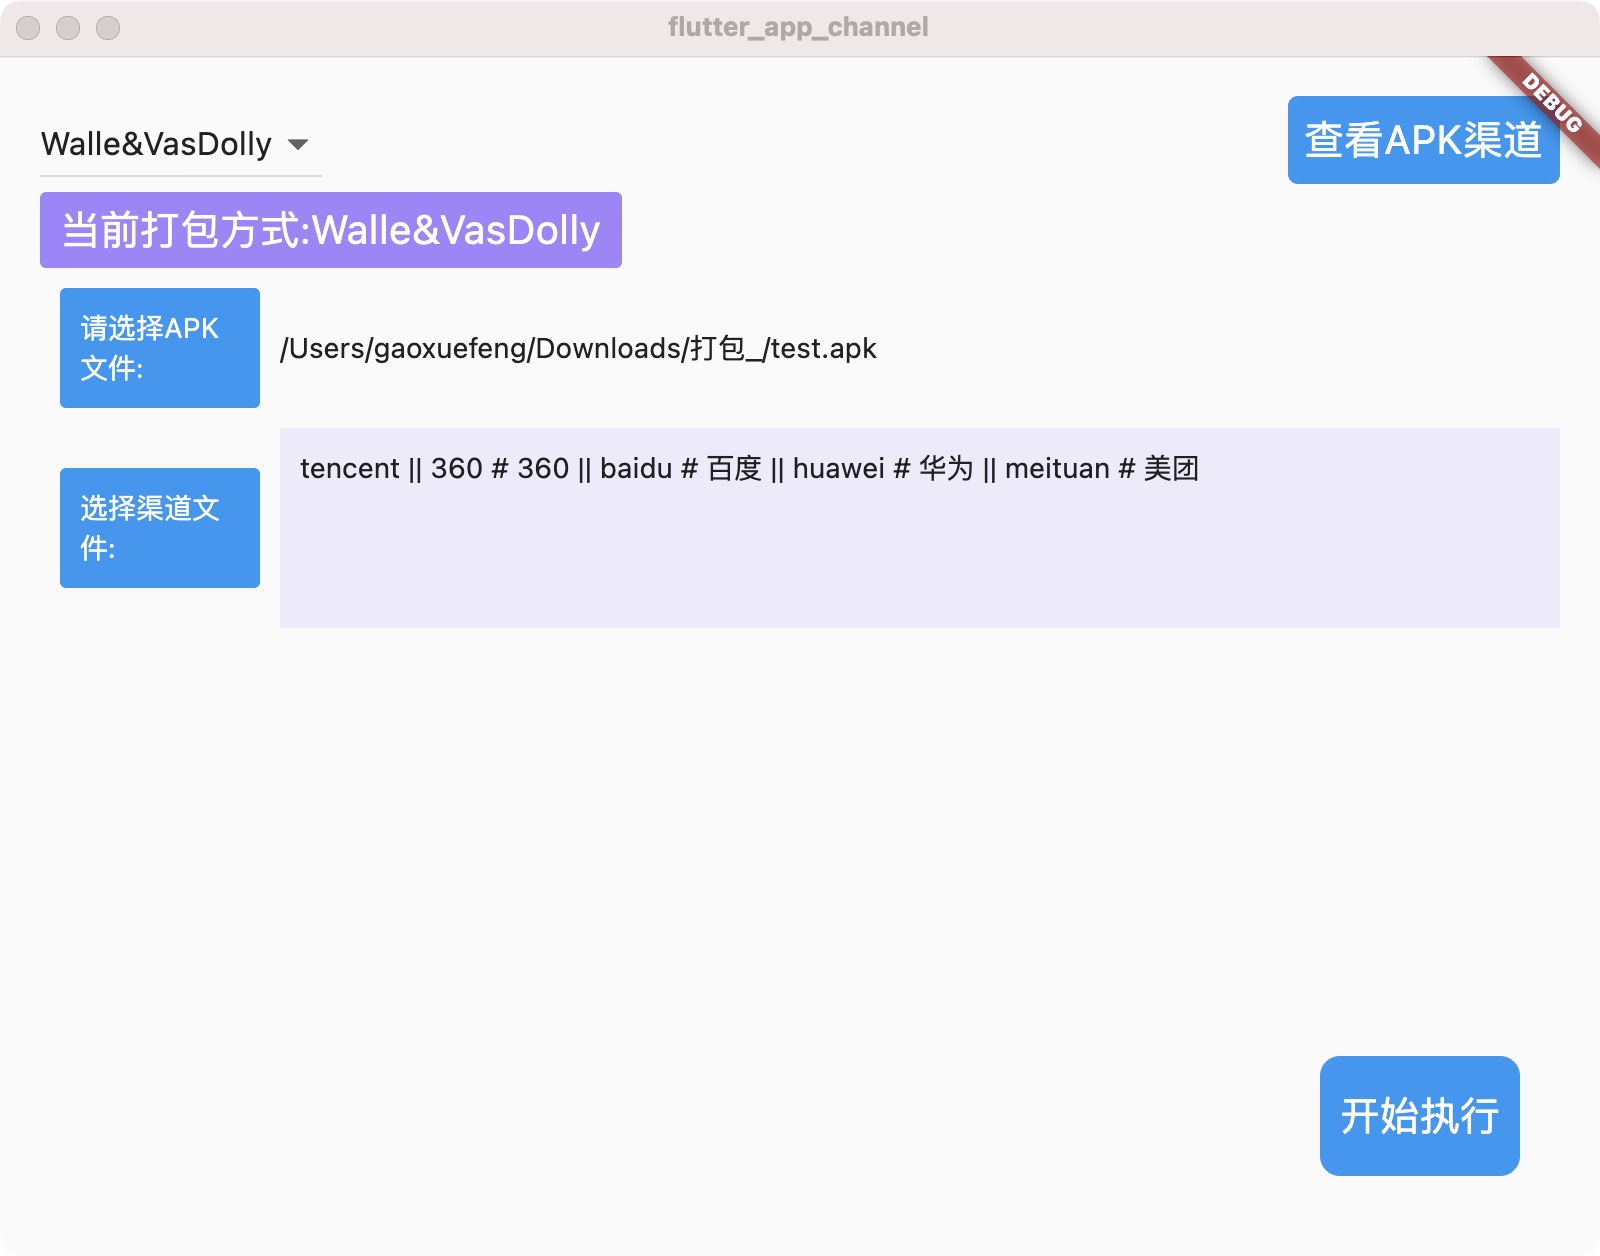 flutter_app_channel
DEBUG
Walle&VasDolly
查看APK渠道
当前打包方式:Walle&VasDolly
请选择APK
文件:
/Users/gaoxuefeng/Downloads/打包_/test.apk
选择渠道文
件:
tencent || 360 # 360 || baidu # 百度 || huawei # 华为 || meituan # 美团
开始执行